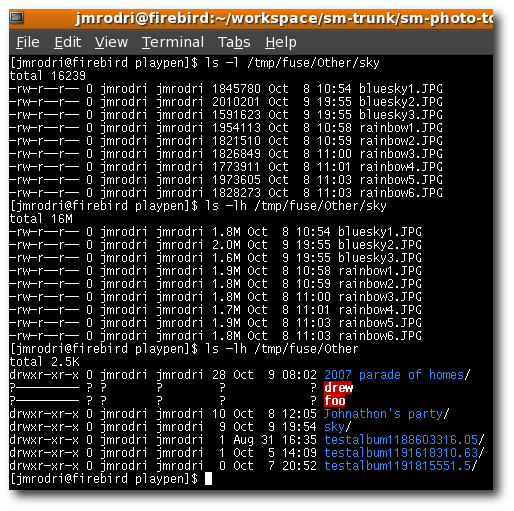 jmrodri@firebird:~/workspace/sm-trunk/sm-photo-to
File Edit View Terminal Tabs Help
[jmrodri@firebird playpen]$ ls -l /tmp/fuse/Other/sky
total 16239
-rw-r--r-- 0 jmrodri jmrodri 1845780 Oct  8 10:54 bluesky1.JPG
-rw-r--r-- 0 jmrodri jmrodri 2010201 Oct  9 19:55 bluesky2.JPG
-rw-r--r-- 0 jmrodri jmrodri 1591623 Oct  9 19:55 bluesky3.JPG
-rw-r--r-- 0 jmrodri jmrodri 1954113 Oct  8 10:58 rainbow1.JPG
-rw-r--r-- 0 jmrodri jmrodri 1821510 Oct  8 10:59 rainbow2.JPG
-rw-r--r-- 0 jmrodri jmrodri 1826849 Oct  8 11:00 rainbow3.JPG
-rw-r--r-- 0 jmrodri jmrodri 1773911 Oct  8 11:01 rainbow4.JPG
-rw-r--r-- 0 jmrodri jmrodri 1973605 Oct  8 11:03 rainbow5.JPG
-rw-r--r-- 0 jmrodri jmrodri 1828273 Oct  8 11:03 rainbow6.JPG
[jmrodri@firebird playpen]$ ls -lh /tmp/fuse/Other/sky
total 16M
-rw-r--r-- 0 jmrodri jmrodri 1.8M Oct  8 10:54 bluesky1.JPG
-rw-r--r-- 0 jmrodri jmrodri 2.0M Oct  9 19:55 bluesky2.JPG
-rw-r--r-- 0 jmrodri jmrodri 1.6M Oct  9 19:55 bluesky3.JPG
-rw-r--r-- 0 jmrodri jmrodri 1.9M Oct  8 10:58 rainbow1.JPG
-rw-r--r-- 0 jmrodri jmrodri 1.8M Oct  8 10:59 rainbow2.JPG
-rw-r--r-- 0 jmrodri jmrodri 1.8M Oct  8 11:00 rainbow3.JPG
-rw-r--r-- 0 jmrodri jmrodri 1.7M Oct  8 11:01 rainbow4.JPG
-rw-r--r-- 0 jmrodri jmrodri 1.9M Oct  8 11:03 rainbow5.JPG
-rw-r--r-- 0 jmrodri jmrodri 1.8M Oct  8 11:03 rainbow6.JPG
[jmrodri@firebird playpen]$ ls -lh /tmp/fuse/Other
total 2.5K
drwxr-xr-x 0 jmrodri jmrodri 28 Oct  9 08:02 2007 parade of homes/
?--------- ? ?       ?        ?            ? drew
?--------- ? ?       ?        ?            ? foo
drwxr-xr-x 0 jmrodri jmrodri 10 Oct  8 12:05 Johnathon's party/
drwxr-xr-x 0 jmrodri jmrodri  9 Oct  9 19:54 sky/
drwxr-xr-x 0 jmrodri jmrodri  1 Aug 31 16:35 testalbum1188603316.05/
drwxr-xr-x 0 jmrodri jmrodri  1 Oct  5 14:09 testalbum1191618310.63/
drwxr-xr-x 0 jmrodri jmrodri  0 Oct  7 20:52 testalbum1191815551.5/
[jmrodri@firebird playpen]$